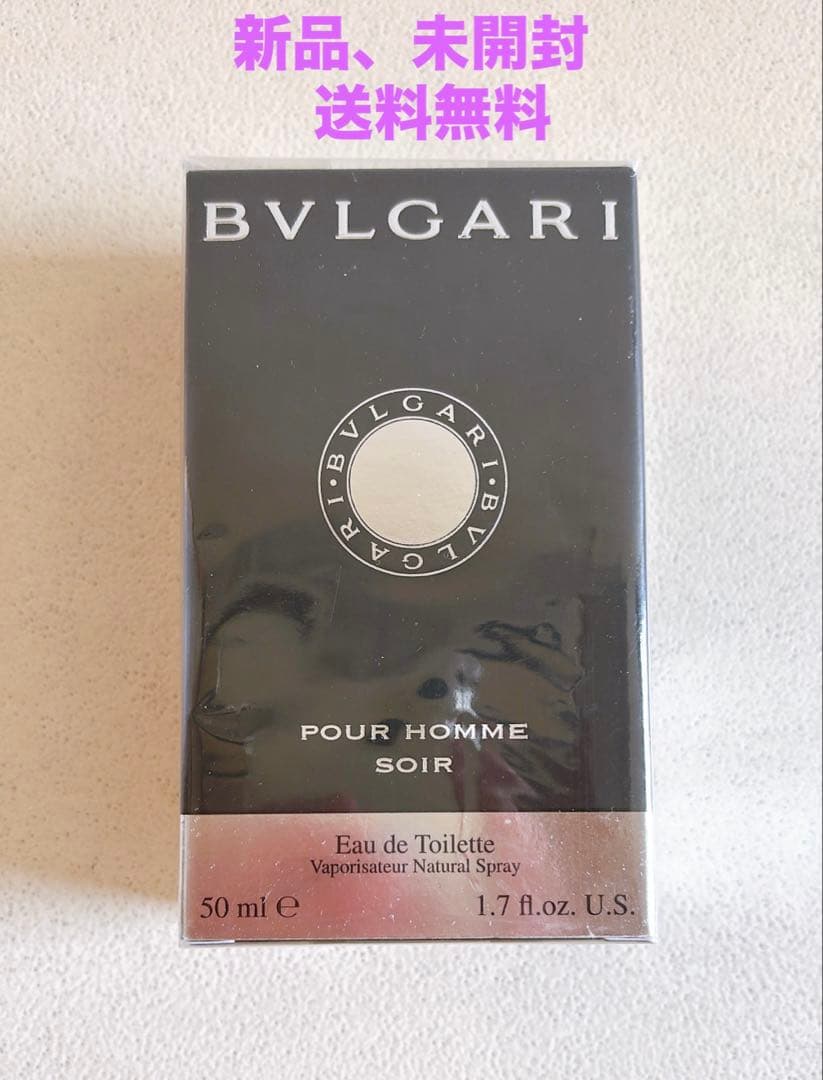 新品、未開封
送料無料
BVLGARI
BVLGARI • BVLGARI •
POUR HOMME
SOIR
Eau de Toilette
Vaporisateur Natural Spray
50 ml ℮
1.7 fl.oz. U.S.